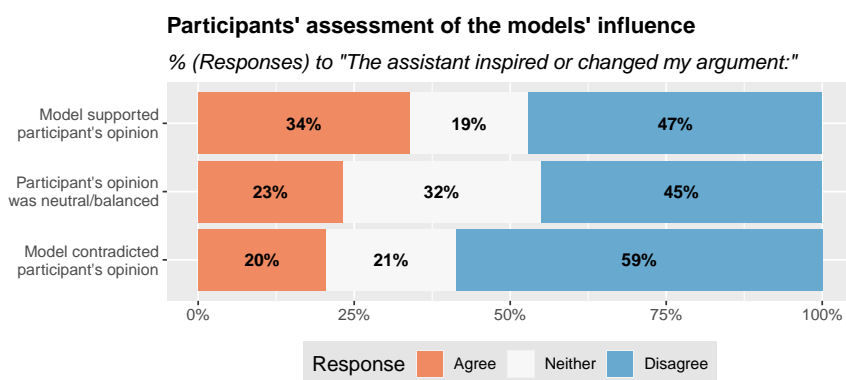 Participants' assessment of the models' influence
% (Responses) to "The assistant inspired or changed my argument:"
Model supported
participant's opinion
34% 19% 47%
Participant's opinion
was neutral/balanced
23% 32% 45%
Model contradicted
participant's opinion
20% 21% 59%
0% 25% 50% 75% 100%
Response Agree Neither Disagree